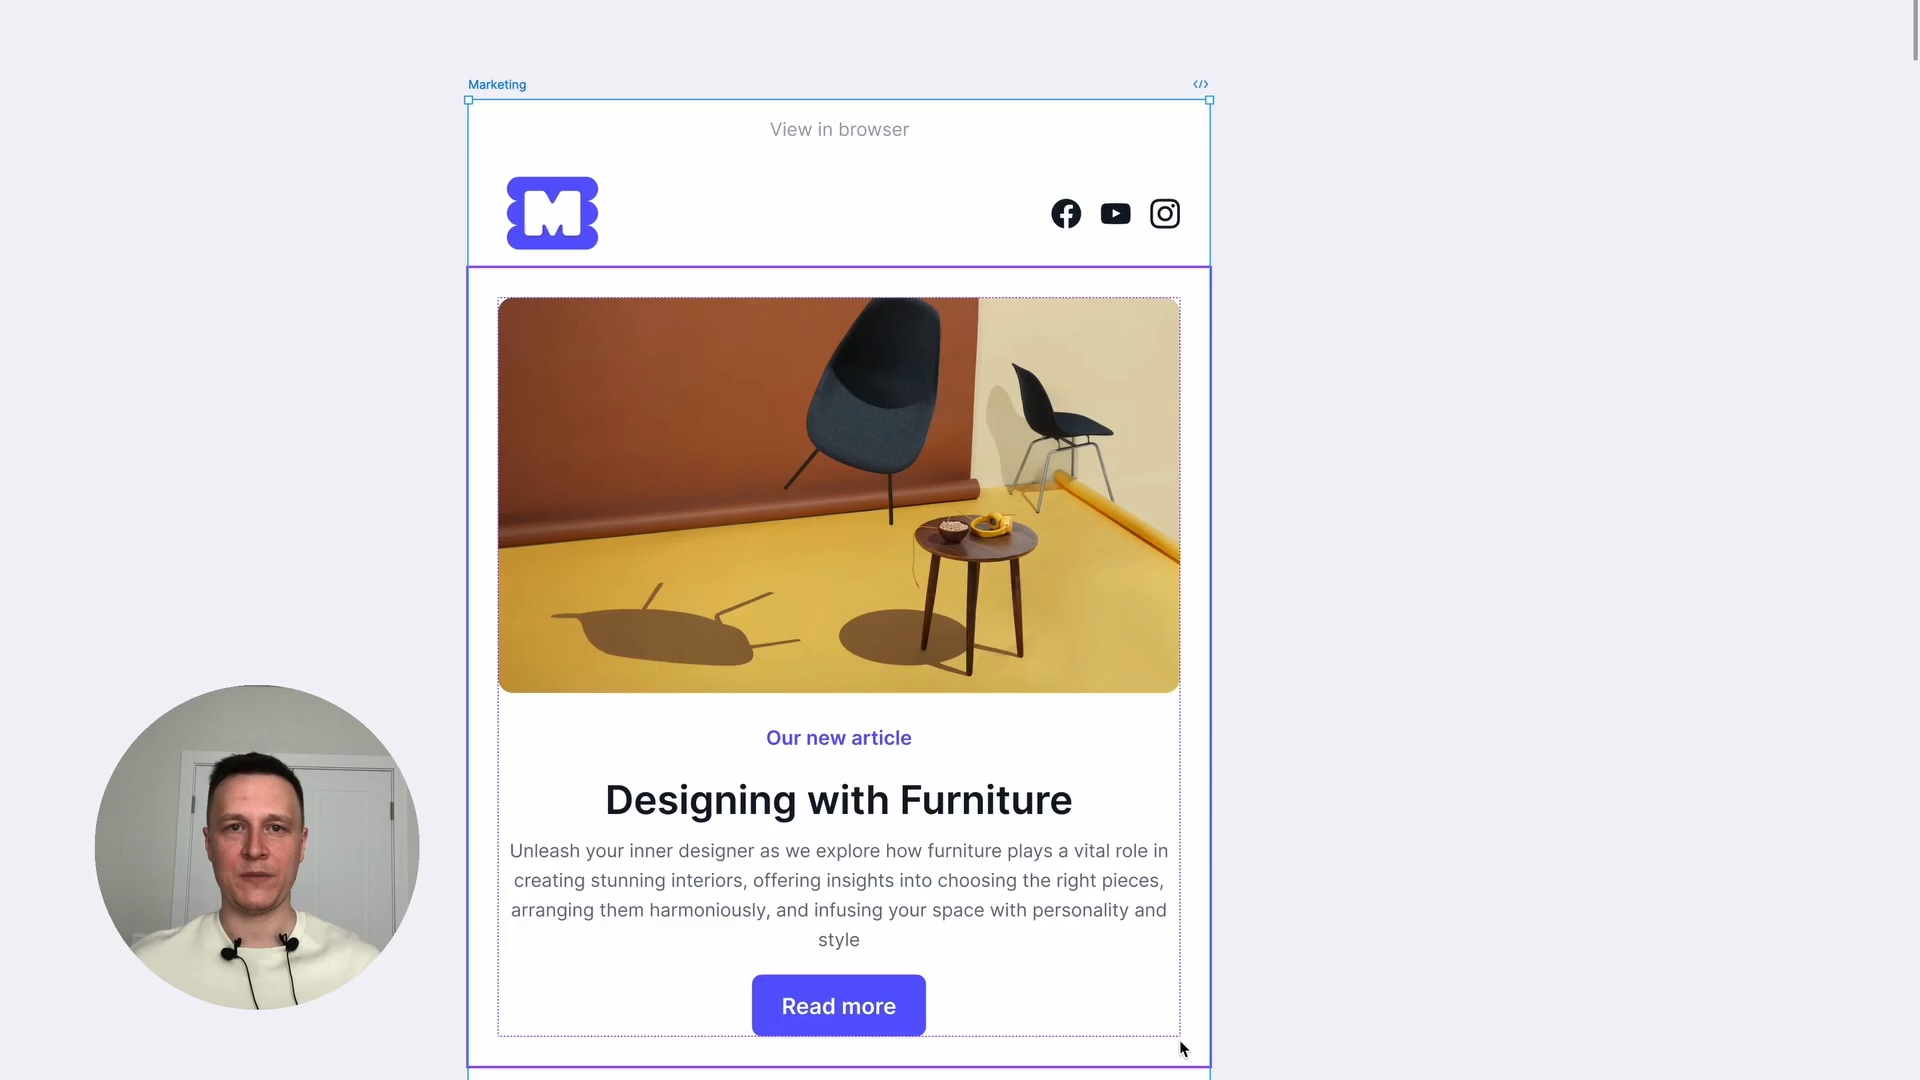 Marketing
</>
View in browser
M
Our new article
Designing with Furniture
Unleash your inner designer as we explore how furniture plays a vital role in
creating stunning interiors, offering insights into choosing the right pieces,
arranging them harmoniously, and infusing your space with personality and
style
Read more